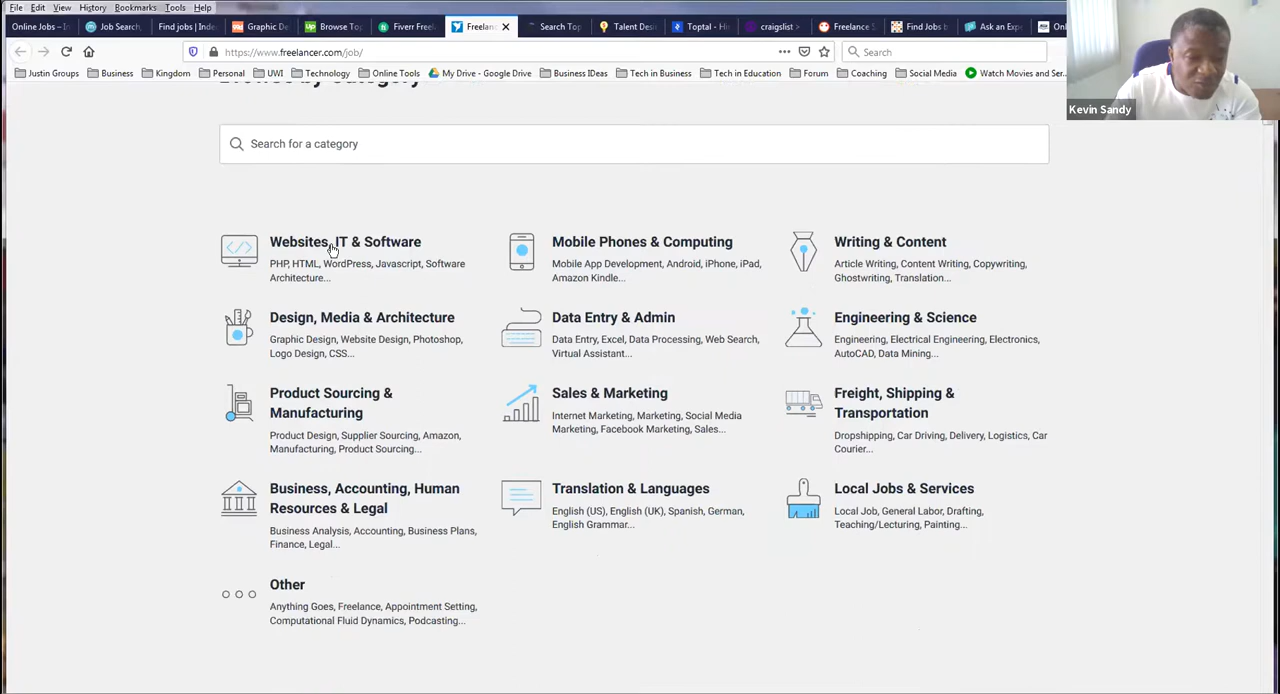 File Edit View History Bookmarks Tools Help
Online Jobs – In Job Search, Find jobs | Inde Graphic De Browse Top Fiverr Free Freelanc Search Top Talent Des Toptal - Hir craigslist > Freelance S Find Jobs b Ask an Exp Onl
https://www.freelancer.com/job/ Search
Justin Groups Business Kingdom Personal UWI Technology Online Tools My Drive - Google Drive Business IDeas Tech in Business Tech in Education Forum Coaching Social Media Watch Movies and Ser...
Kevin Sandy
Search for a category
Websites, IT & Software
PHP, HTML, WordPress, Javascript, Software
Architecture...
Mobile Phones & Computing
Mobile App Development, Android, iPhone, iPad,
Amazon Kindle...
Writing & Content
Article Writing, Content Writing, Copywriting,
Ghostwriting, Translation...
Design, Media & Architecture
Graphic Design, Website Design, Photoshop,
Logo Design, CSS...
Data Entry & Admin
Data Entry, Excel, Data Processing, Web Search,
Virtual Assistant...
Engineering & Science
Engineering, Electrical Engineering, Electronics,
AutoCAD, Data Mining...
Product Sourcing &
Manufacturing
Product Design, Supplier Sourcing, Amazon,
Manufacturing, Product Sourcing...
Sales & Marketing
Internet Marketing, Marketing, Social Media
Marketing, Facebook Marketing, Sales...
Freight, Shipping &
Transportation
Dropshipping, Car Driving, Delivery, Logistics, Car
Courier...
Business, Accounting, Human
Resources & Legal
Business Analysis, Accounting, Business Plans,
Finance, Legal...
Translation & Languages
English (US), English (UK), Spanish, German,
English Grammar...
Local Jobs & Services
Local Job, General Labor, Drafting,
Teaching/Lecturing, Painting...
Other
Anything Goes, Freelance, Appointment Setting,
Computational Fluid Dynamics, Podcasting...